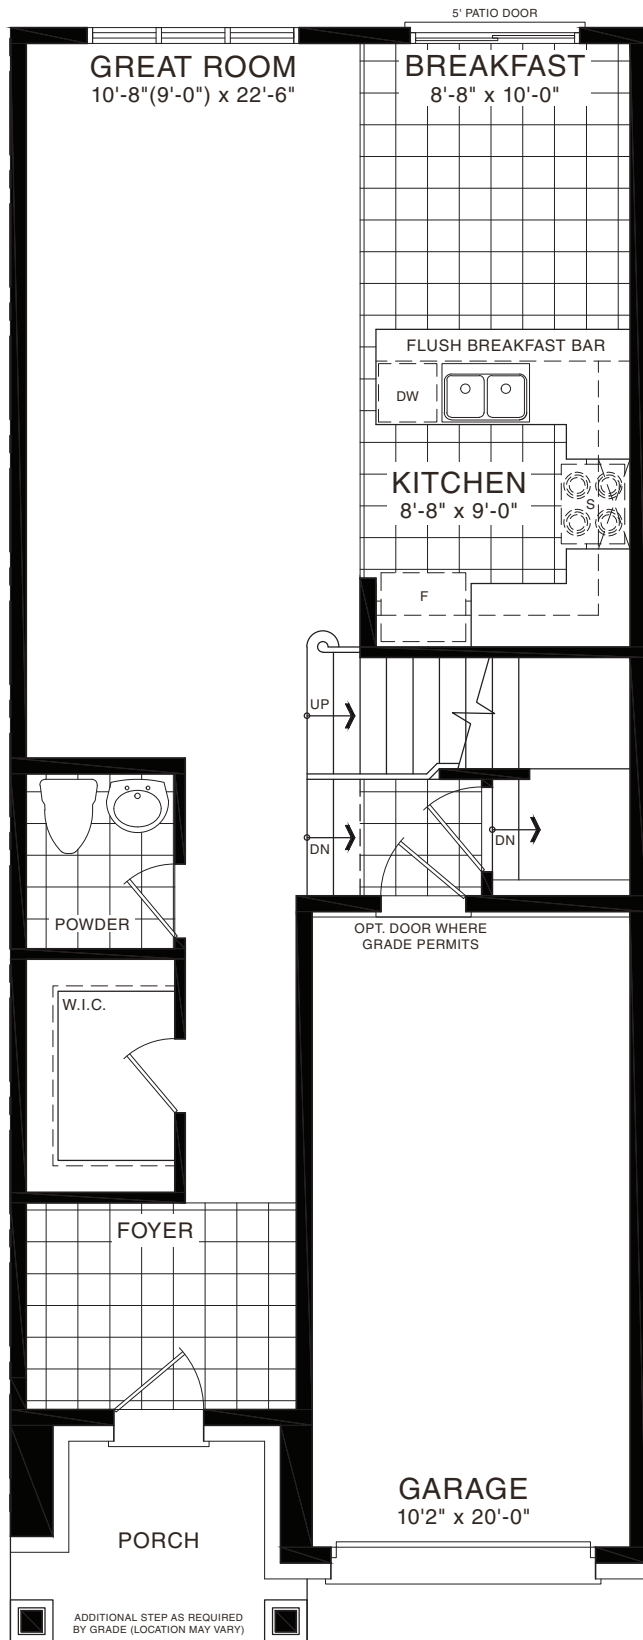 5' PATIO DOOR
GREAT ROOM
10'-8"(9'-0") x 22'-6"
BREAKFAST
8'-8" x 10'-0"
FLUSH BREAKFAST BAR
DW
KITCHEN
8'-8" x 9'-0"
S
F
UP
DN
DN
POWDER
OPT. DOOR WHERE
GRADE PERMITS
W.I.C.
FOYER
GARAGE
10'2" x 20'-0"
PORCH
ADDITIONAL STEP AS REQUIRED
BY GRADE (LOCATION MAY VARY)